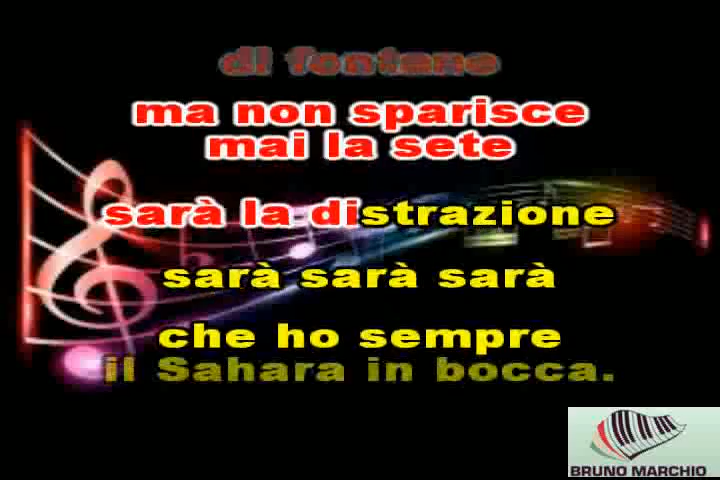 di fontane
ma non sparisce
mai la sete
sarà la distrazione
sarà sarà sarà
che ho sempre
il Sahara in bocca.
BRUNO MARCHIO